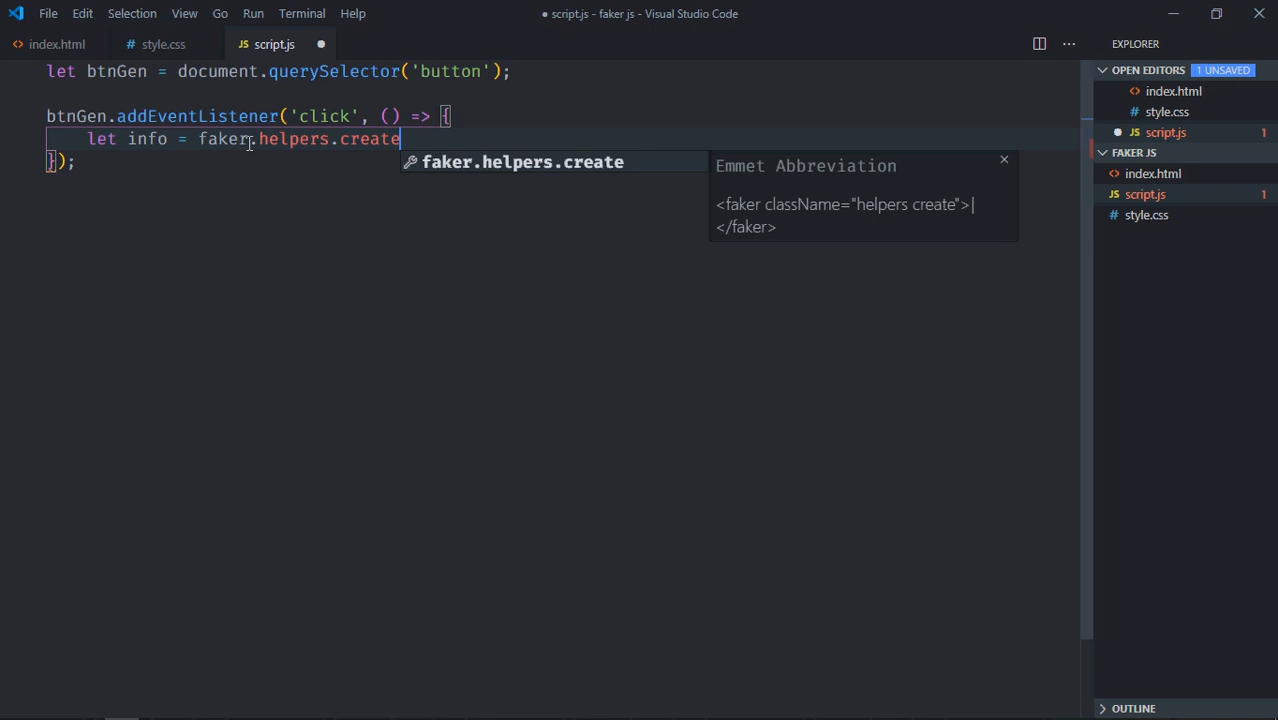 File Edit Selection View Go Run Terminal Help
● script.js - faker js - Visual Studio Code
<> index.html
# style.css
JS script.js ●
EXPLORER
OPEN EDITORS 1 UNSAVED
<> index.html
# style.css
● JS script.js 1
FAKER JS
<> index.html
JS script.js 1
# style.css
let btnGen = document.querySelector('button');
btnGen.addEventListener('click', () => {
let info = faker.helpers.create
});
faker.helpers.create
Emmet Abbreviation
<faker className="helpers create">|
</faker>
OUTLINE